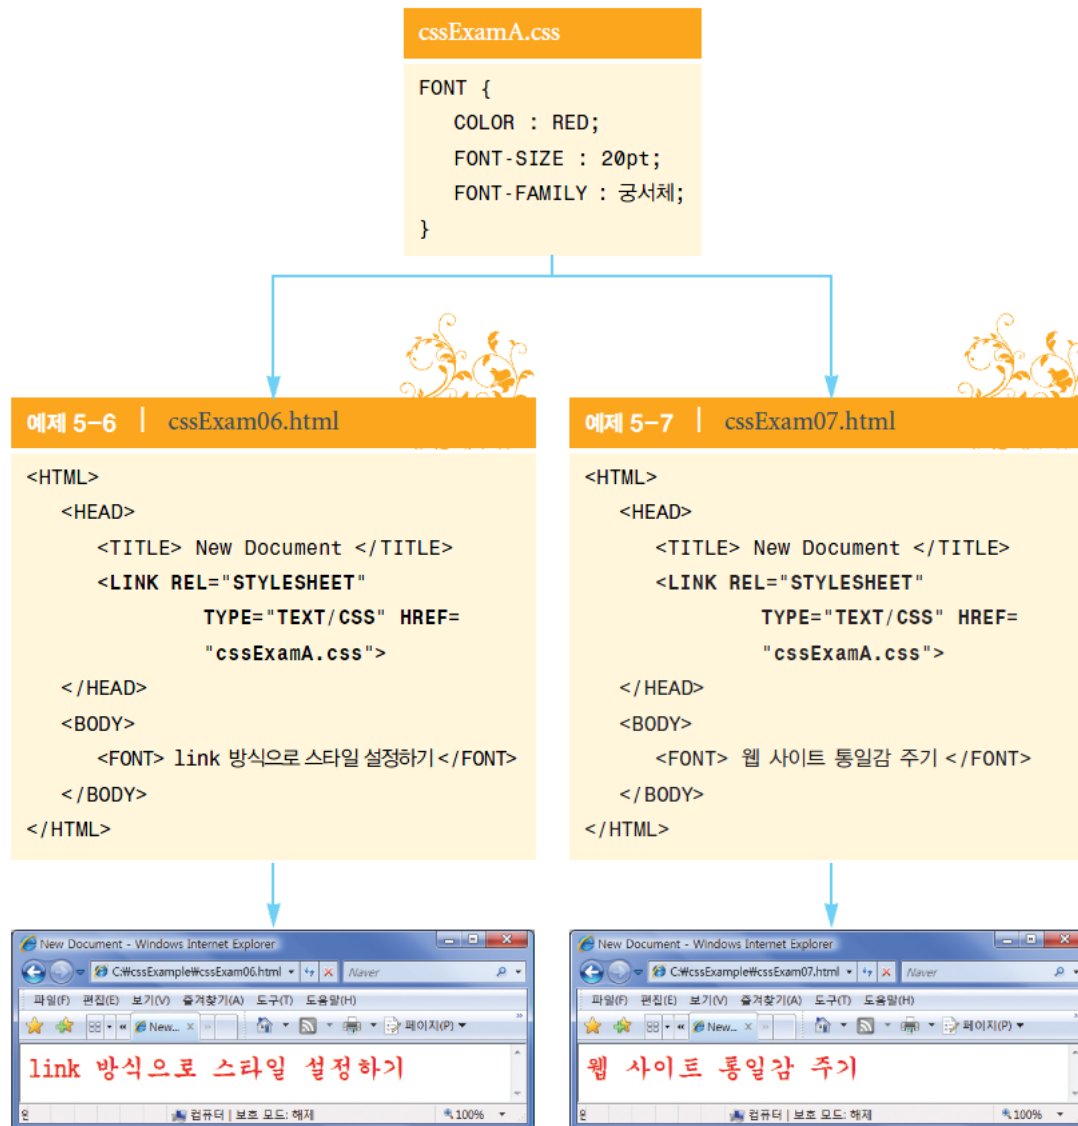 cssExamA.css
FONT {
COLOR : RED;
FONT-SIZE : 20pt;
FONT-FAMILY : 궁서체;
}
예제 5-6 | cssExam06.html
<HTML>
<HEAD>
<TITLE> New Document </TITLE>
<LINK REL="STYLESHEET"
TYPE="TEXT/CSS" HREF=
"cssExamA.css">
</HEAD>
<BODY>
<FONT> link 방식으로 스타일 설정하기 </FONT>
</BODY>
</HTML>
예제 5-7 | cssExam07.html
<HTML>
<HEAD>
<TITLE> New Document </TITLE>
<LINK REL="STYLESHEET"
TYPE="TEXT/CSS" HREF=
"cssExamA.css">
</HEAD>
<BODY>
<FONT> 웹 사이트 통일감 주기 </FONT>
</BODY>
</HTML>
New Document - Windows Internet Explorer
C:₩cssExample₩cssExam06.html Naver
파일(F) 편집(E) 보기(V) 즐겨찾기(A) 도구(T) 도움말(H)
New... 페이지(P)
link 방식으로 스타일 설정하기
컴퓨터 | 보호 모드: 해제 100%
New Document - Windows Internet Explorer
C:₩cssExample₩cssExam07.html Naver
파일(F) 편집(E) 보기(V) 즐겨찾기(A) 도구(T) 도움말(H)
New... 페이지(P)
웹 사이트 통일감 주기
컴퓨터 | 보호 모드: 해제 100%